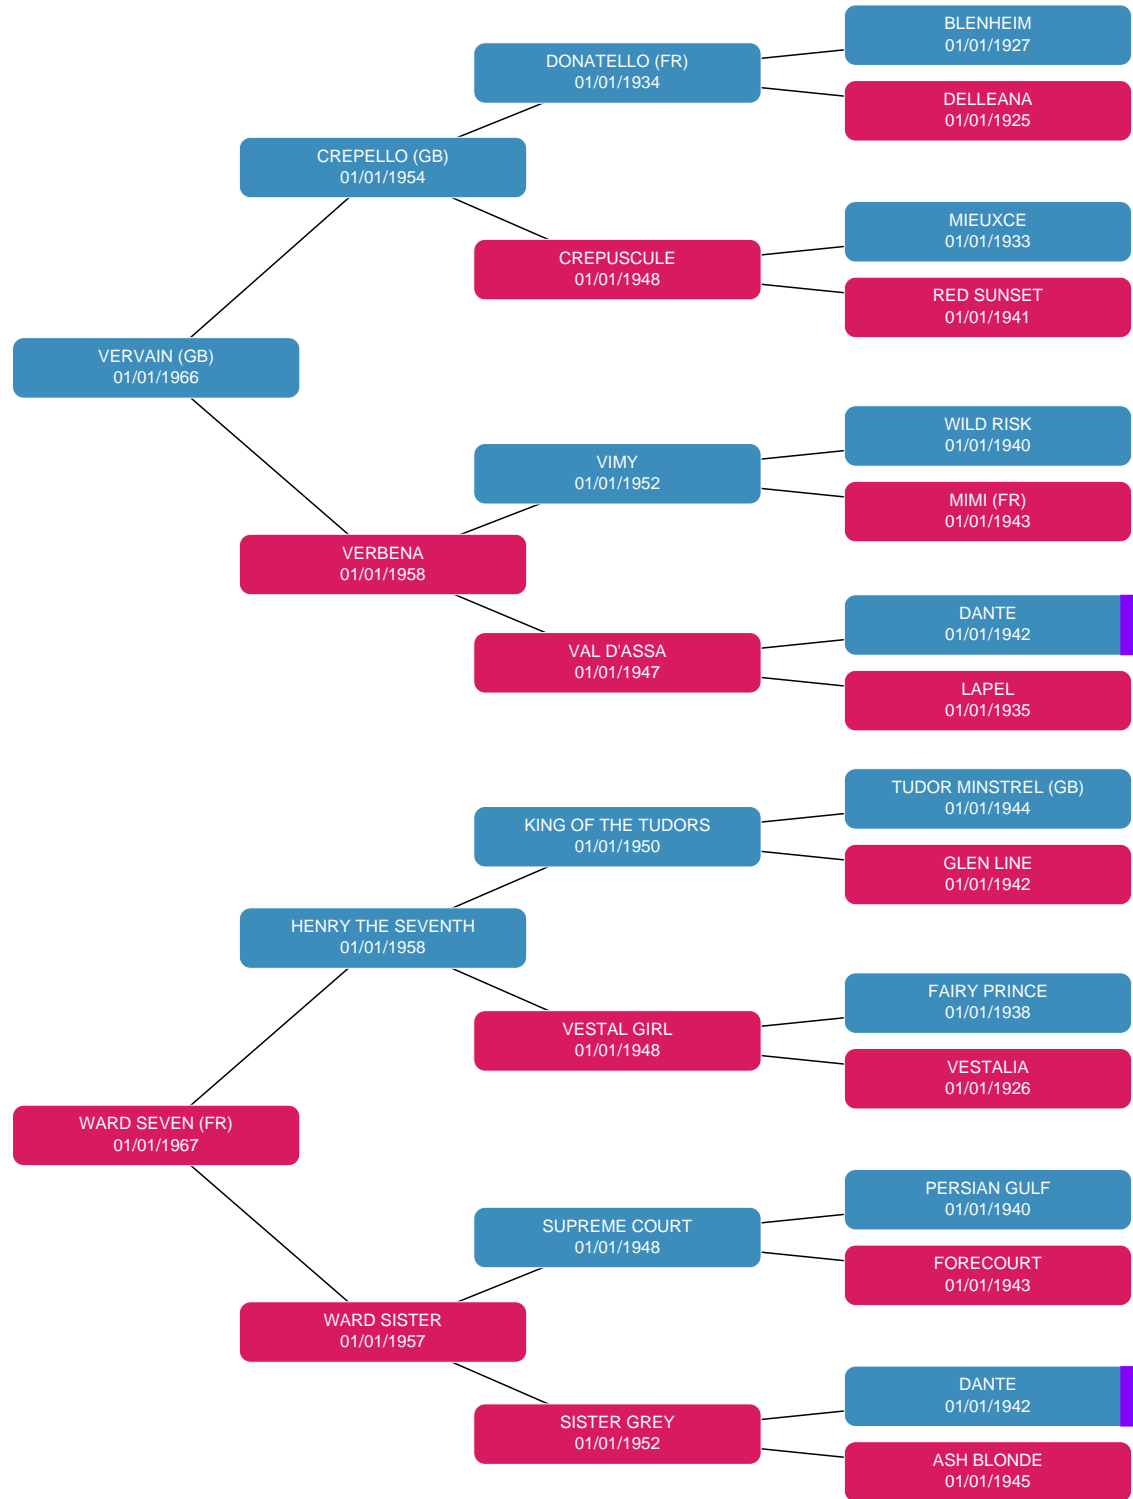 BLENHEIM
01/01/1927
DONATELLO (FR)
01/01/1934
DELLEANA
01/01/1925
CREPELLO (GB)
01/01/1954
MIEUXCE
01/01/1933
CREPUSCULE
01/01/1948
RED SUNSET
01/01/1941
VERVAIN (GB)
01/01/1966
WILD RISK
01/01/1940
VIMY
01/01/1952
MIMI (FR)
01/01/1943
VERBENA
01/01/1958
DANTE
01/01/1942
VAL D'ASSA
01/01/1947
LAPEL
01/01/1935
TUDOR MINSTREL (GB)
01/01/1944
KING OF THE TUDORS
01/01/1950
GLEN LINE
01/01/1942
HENRY THE SEVENTH
01/01/1958
FAIRY PRINCE
01/01/1938
VESTAL GIRL
01/01/1948
VESTALIA
01/01/1926
WARD SEVEN (FR)
01/01/1967
PERSIAN GULF
01/01/1940
SUPREME COURT
01/01/1948
FORECOURT
01/01/1943
WARD SISTER
01/01/1957
DANTE
01/01/1942
SISTER GREY
01/01/1952
ASH BLONDE
01/01/1945